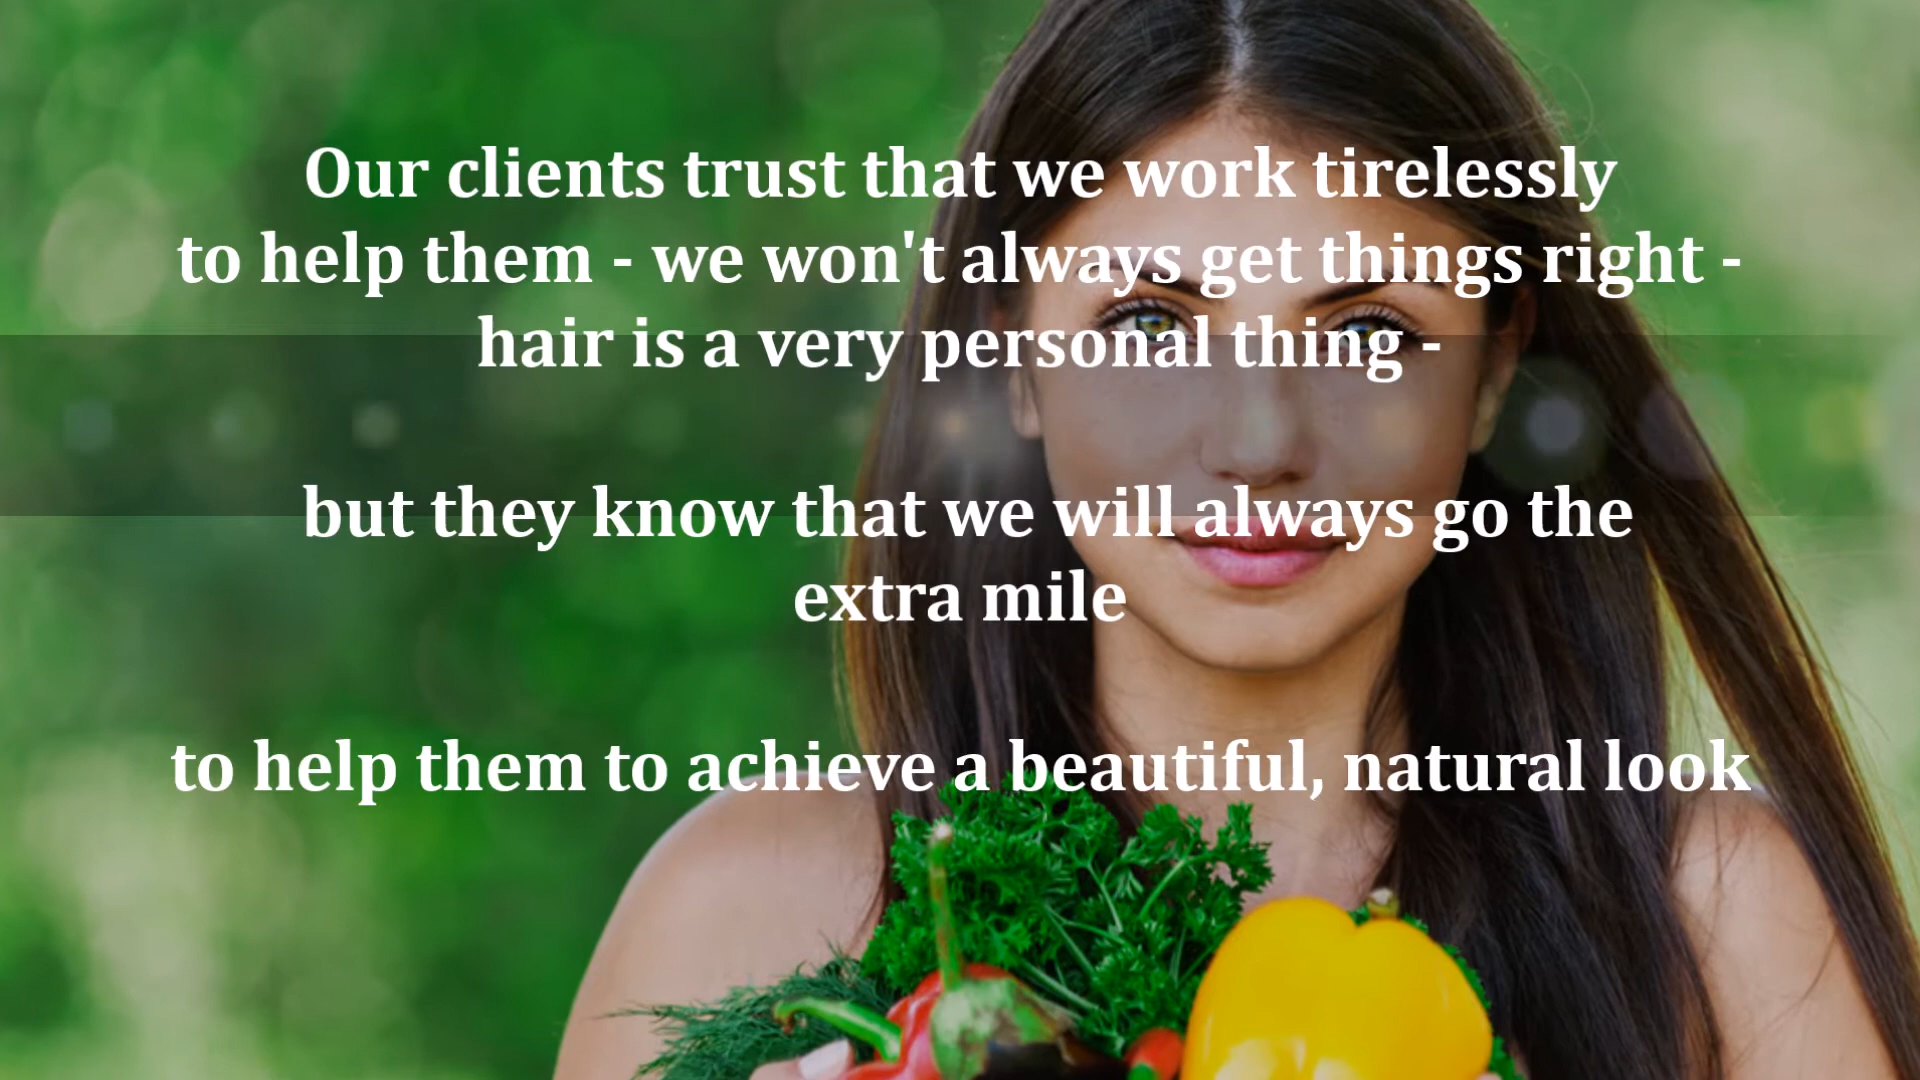 Our clients trust that we work tirelessly
to help them - we won't always get things right -
hair is a very personal thing -
but they know that we will always go the
extra mile
to help them to achieve a beautiful, natural look